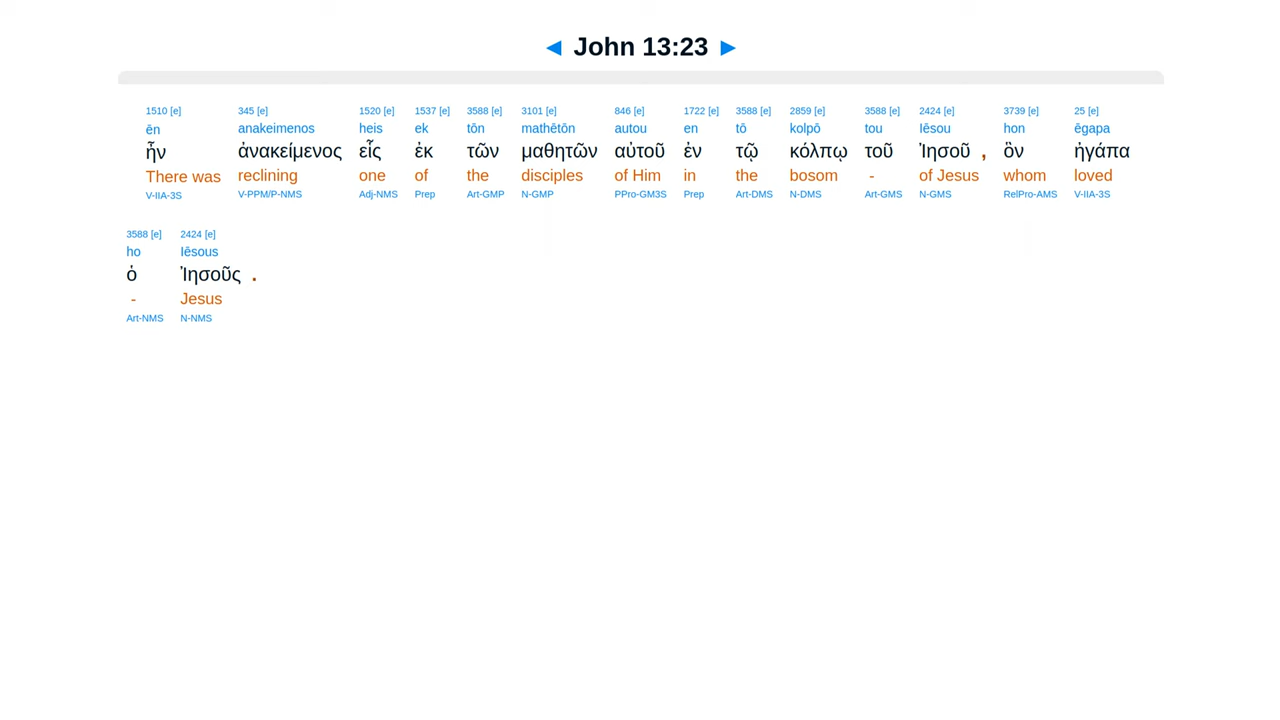 ◄ John 13:23 ►
1510 [e] 345 [e] 1520 [e] 1537 [e] 3588 [e] 3101 [e] 846 [e] 1722 [e] 3588 [e] 2859 [e] 3588 [e] 2424 [e] 3739 [e] 25 [e]
ēn anakeimenos heis ek tōn mathētōn autou en tō kolpō tou Iēsou hon ēgapa
ἦν ἀνακείμενος εἷς ἐκ τῶν μαθητῶν αὐτοῦ ἐν τῷ κόλπῳ τοῦ Ἰησοῦ , ὃν ἠγάπα
There was reclining one of the disciples of Him in the bosom - of Jesus whom loved
V-IIA-3S V-PPM/P-NMS Adj-NMS Prep Art-GMP N-GMP PPro-GM3S Prep Art-DMS N-DMS Art-GMS N-GMS RelPro-AMS V-IIA-3S
3588 [e] 2424 [e]
ho Iēsous
ὁ Ἰησοῦς .
- Jesus
Art-NMS N-NMS